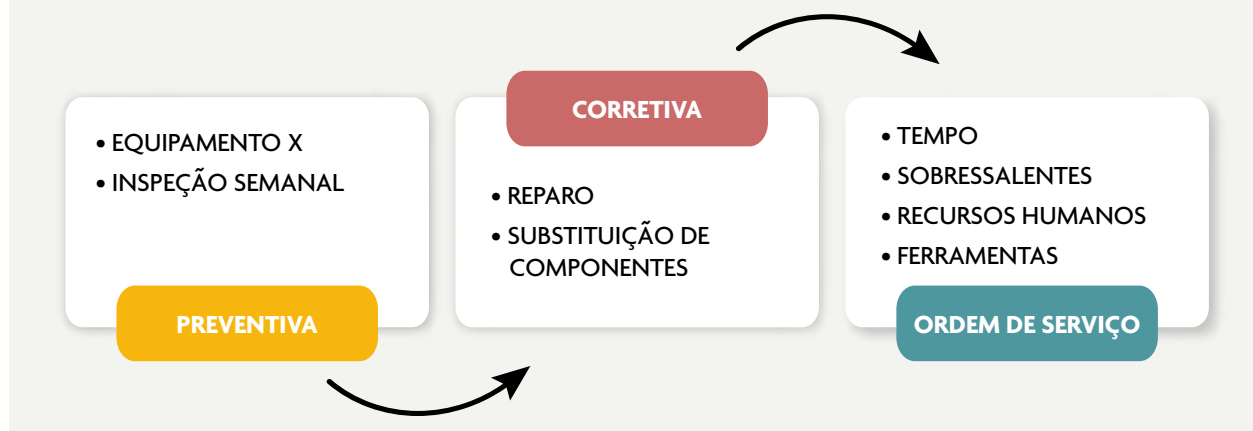 • EQUIPAMENTO X
• INSPEÇÃO SEMANAL
PREVENTIVA
CORRETIVA
• REPARO
• SUBSTITUIÇÃO DE
COMPONENTES
• TEMPO
• SOBRESSALENTES
• RECURSOS HUMANOS
• FERRAMENTAS
ORDEM DE SERVIÇO